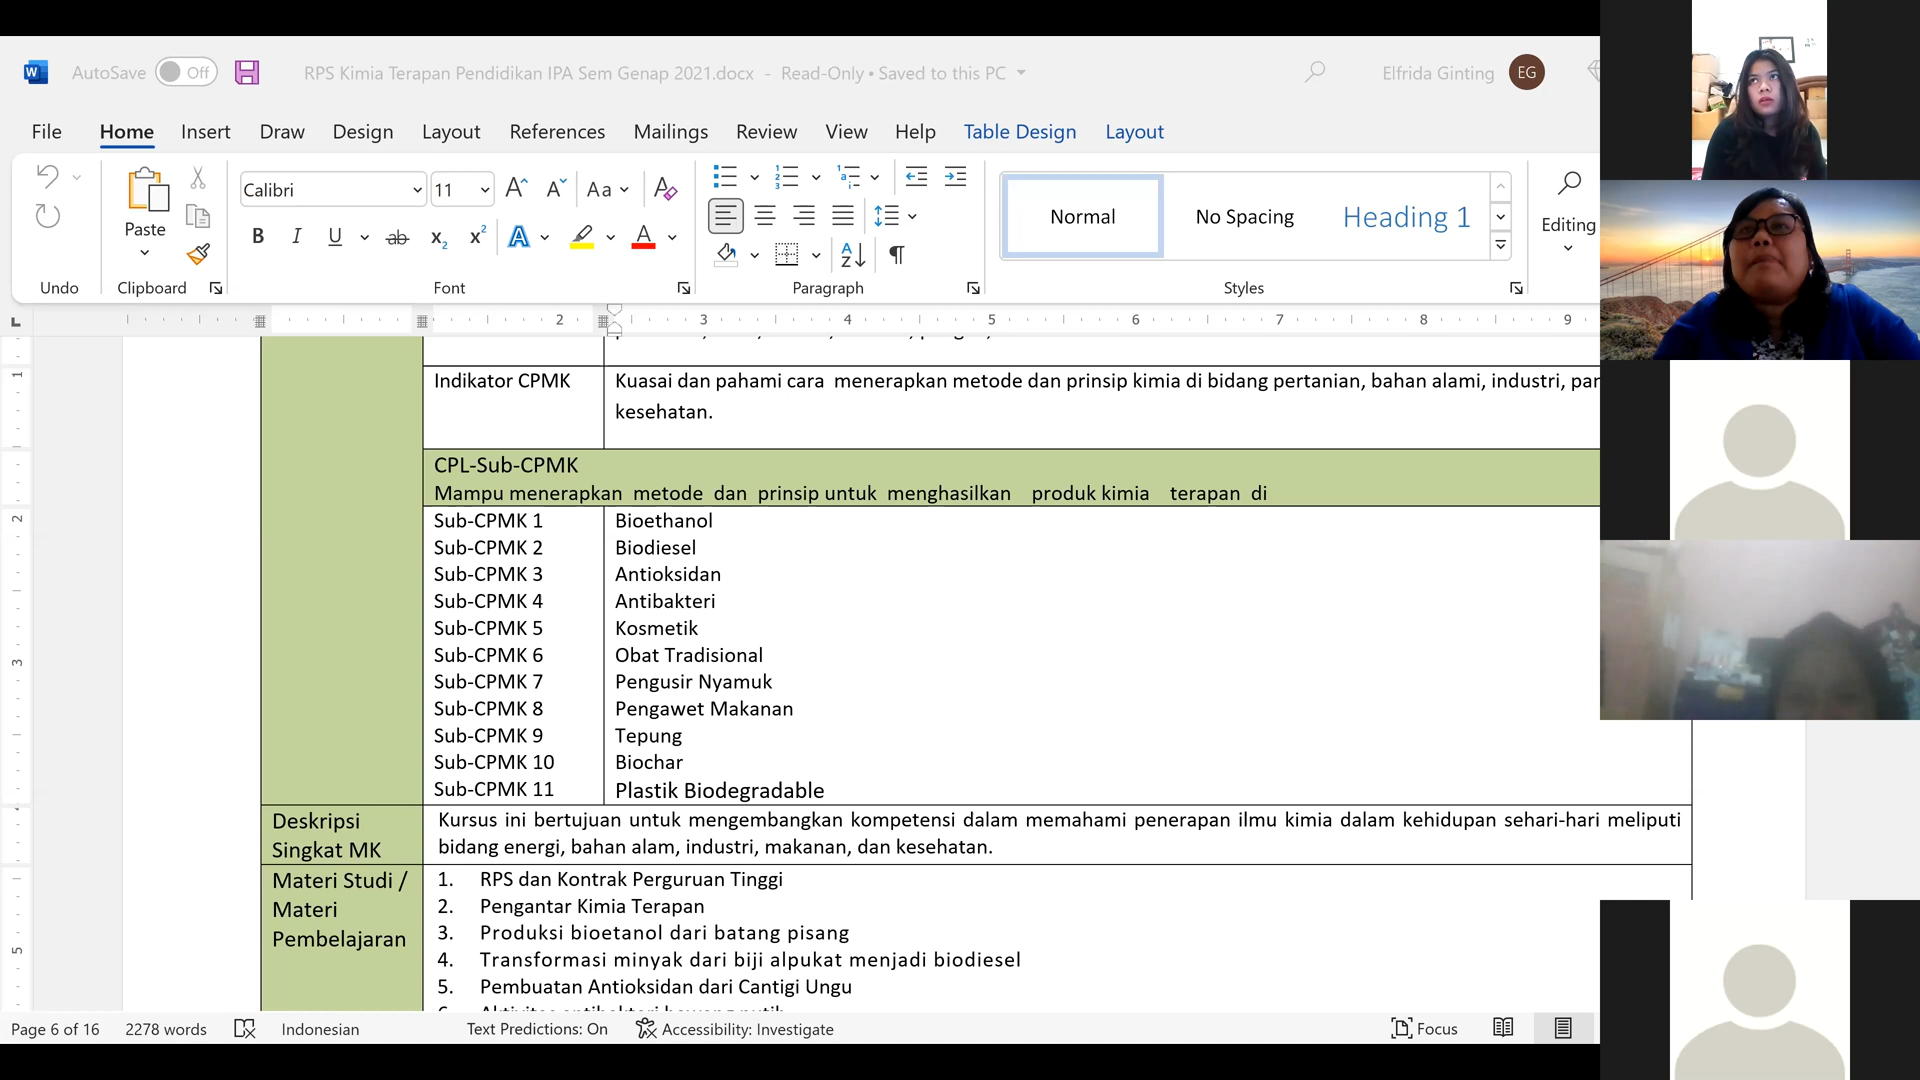 AutoSave Off RPS Kimia Terapan Pendidikan IPA Sem Genap 2021.docx - Read-Only • Saved to this PC Elfrida Ginting EG
File Home Insert Draw Design Layout References Mailings Review View Help Table Design Layout
Calibri 11 Aa
Paste
Normal No Spacing Heading 1
Editing
Undo Clipboard Font Paragraph Styles
2 3 4 5 6 7 8 9
Indikator CPMK Kuasai dan pahami cara menerapkan metode dan prinsip kimia di bidang pertanian, bahan alami, industri,
kesehatan.
CPL-Sub-CPMK
Mampu menerapkan metode dan prinsip untuk menghasilkan produk kimia terapan di
Sub-CPMK 1 Bioethanol
Sub-CPMK 2 Biodiesel
Sub-CPMK 3 Antioksidan
Sub-CPMK 4 Antibakteri
Sub-CPMK 5 Kosmetik
Sub-CPMK 6 Obat Tradisional
Sub-CPMK 7 Pengusir Nyamuk
Sub-CPMK 8 Pengawet Makanan
Sub-CPMK 9 Tepung
Sub-CPMK 10 Biochar
Sub-CPMK 11 Plastik Biodegradable
Deskripsi Singkat MK
Kursus ini bertujuan untuk mengembangkan kompetensi dalam memahami penerapan ilmu kimia dalam kehidupan sehari-hari meliputi
bidang energi, bahan alam, industri, makanan, dan kesehatan.
Materi Studi /
Materi
Pembelajaran
1. RPS dan Kontrak Perguruan Tinggi
2. Pengantar Kimia Terapan
3. Produksi bioetanol dari batang pisang
4. Transformasi minyak dari biji alpukat menjadi biodiesel
5. Pembuatan Antioksidan dari Cantigi Ungu
Page 6 of 16 2278 words Indonesian Text Predictions: On Accessibility: Investigate Focus